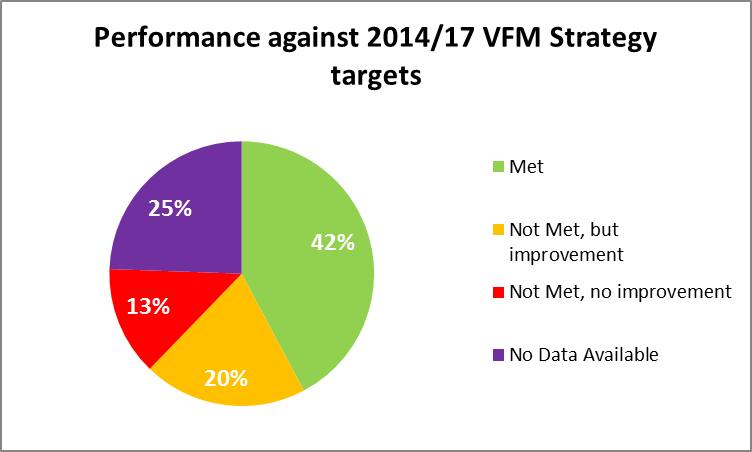 Performance against 2014/17 VFM Strategy
targets
42%
20%
13%
25%
Met
Not Met, but
improvement
Not Met, no improvement
No Data Available